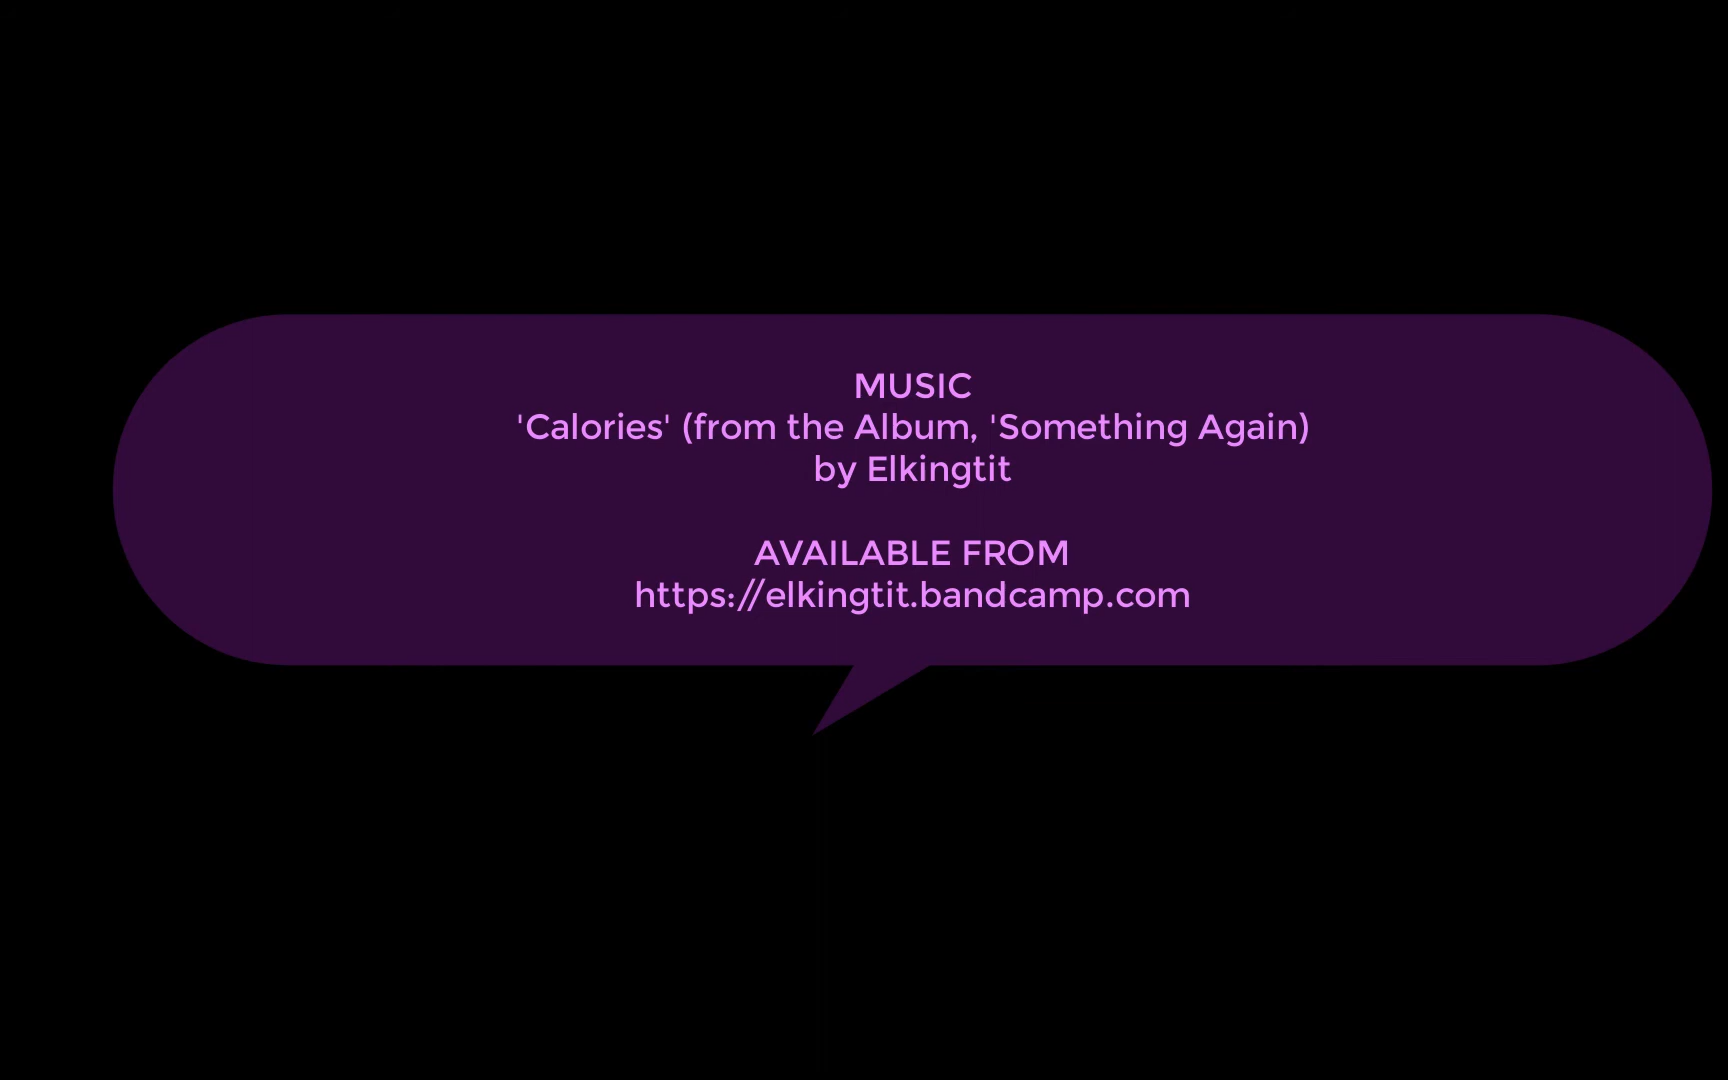 MUSIC
'Calories' (from the Album, 'Something Again)
by Elkingtit
AVAILABLE FROM
https://elkingtit.bandcamp.com